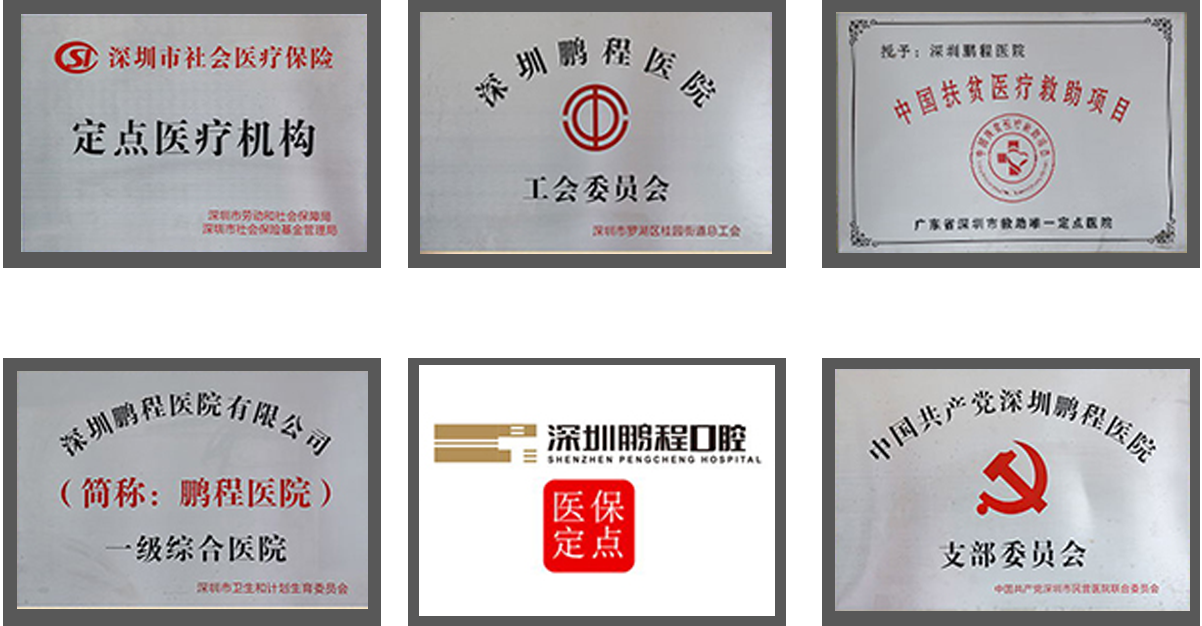 深圳市社会医疗保险
定点医疗机构
深圳市劳动和社会保障局
深圳市社会保险基金管理局
深圳鹏程医院
工会委员会
深圳市罗湖区桂园街道总工会
授予：深圳鹏程医院
中国扶贫医疗救助项目
广东省深圳市救助唯一定点医院
深圳鹏程医院有限公司
（简称：鹏程医院）
一级综合医院
深圳市卫生和计划生育委员会
深圳鹏程口腔
SHENZHEN PENGCHENG HOSPITAL
医保
定点
中国共产党深圳鹏程医院
支部委员会
中国共产党深圳市民营医院联合委员会